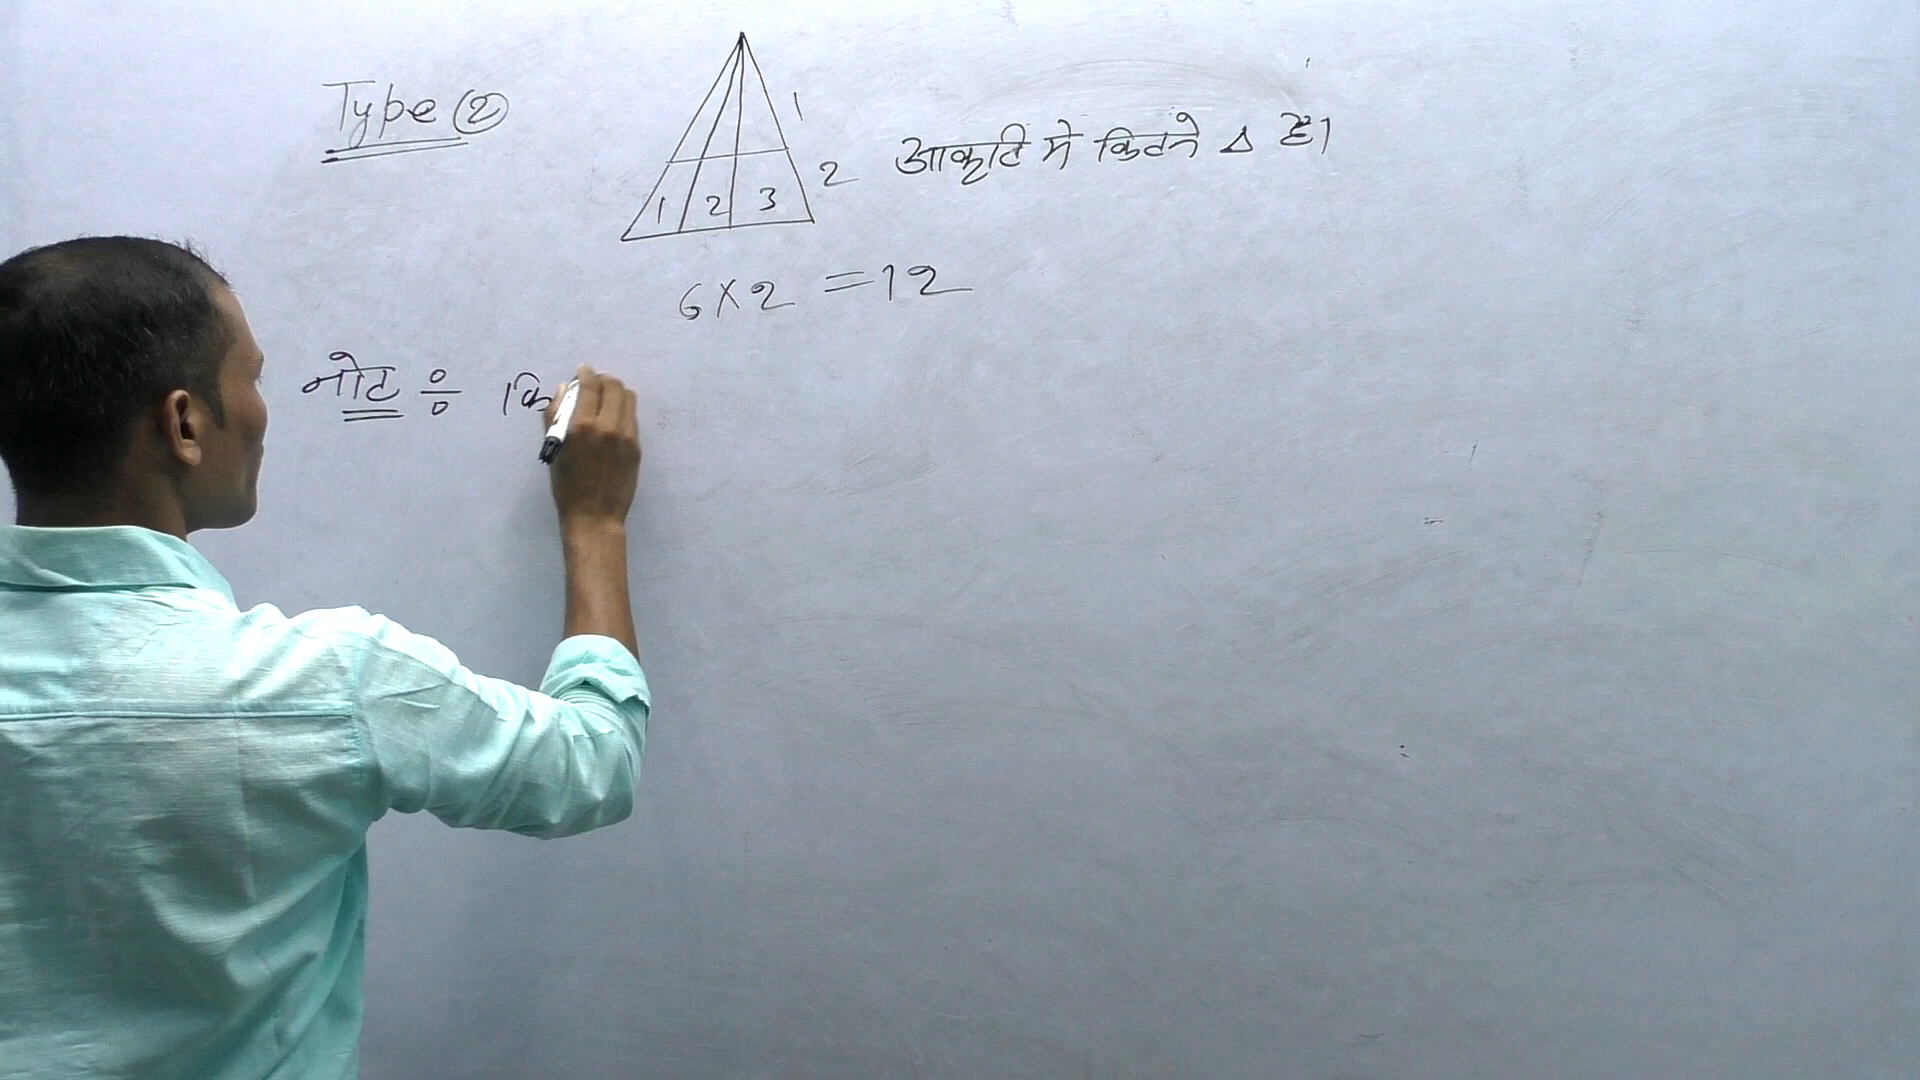 Type (2)
1
2
1 2 3
आकृति मे कितने Δ है।
6×2 = 12
नोट ÷ कि